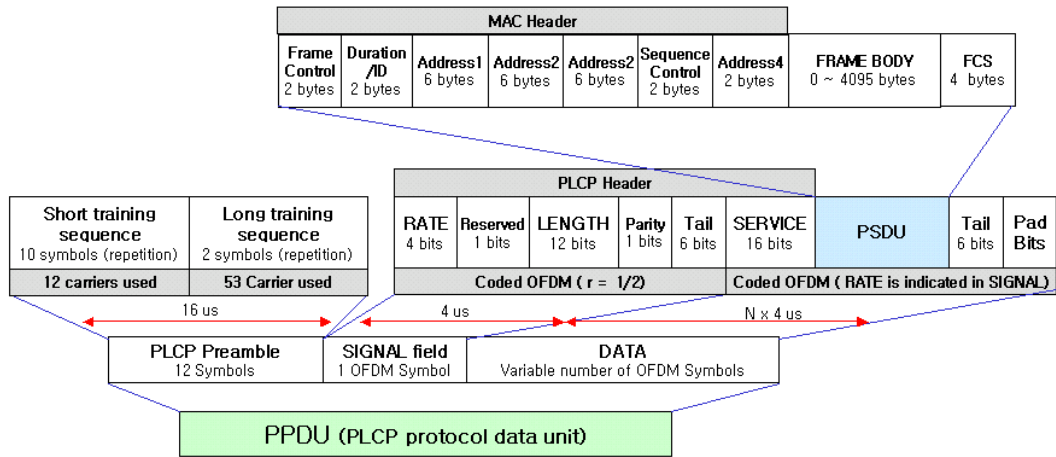 MAC Header
Frame Control 2 bytes
Duration /ID 2 bytes
Address1 6 bytes
Address2 6 bytes
Address2 6 bytes
Sequence Control 2 bytes
Address4 2 bytes
FRAME BODY 0 ~ 4095 bytes
FCS 4 bytes
PLCP Header
Short training sequence 10 symbols (repetition)
Long training sequence 2 symbols (repetition)
RATE 4 bits
Reserved 1 bits
LENGTH 12 bits
Parity 1 bits
Tail 6 bits
SERVICE 16 bits
PSDU
Tail 6 bits
Pad Bits
12 carriers used
53 Carrier used
Coded OFDM ( r = 1/2)
Coded OFDM ( RATE is indicated in SIGNAL)
16 us
4 us
N x 4 us
PLCP Preamble 12 Symbols
SIGNAL field 1 OFDM Symbol
DATA Variable number of OFDM Symbols
PPDU (PLCP protocol data unit)